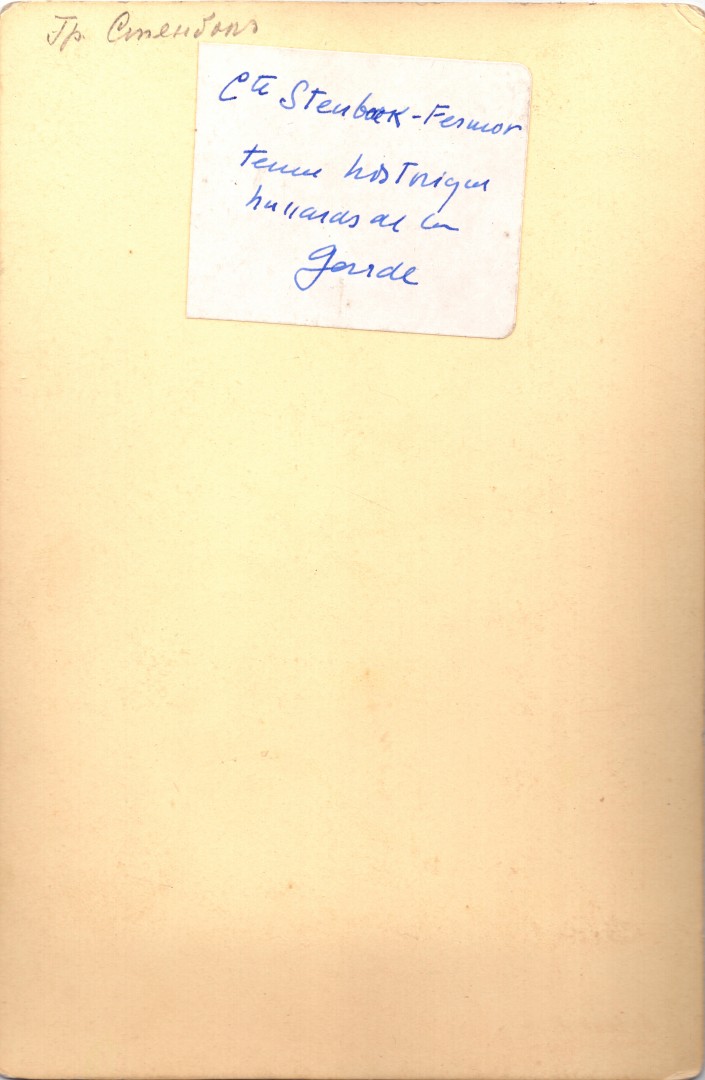 Гр. Стенбокъ
Cte Stenbock-Fermor
tenue historique
hussards de la
Garde